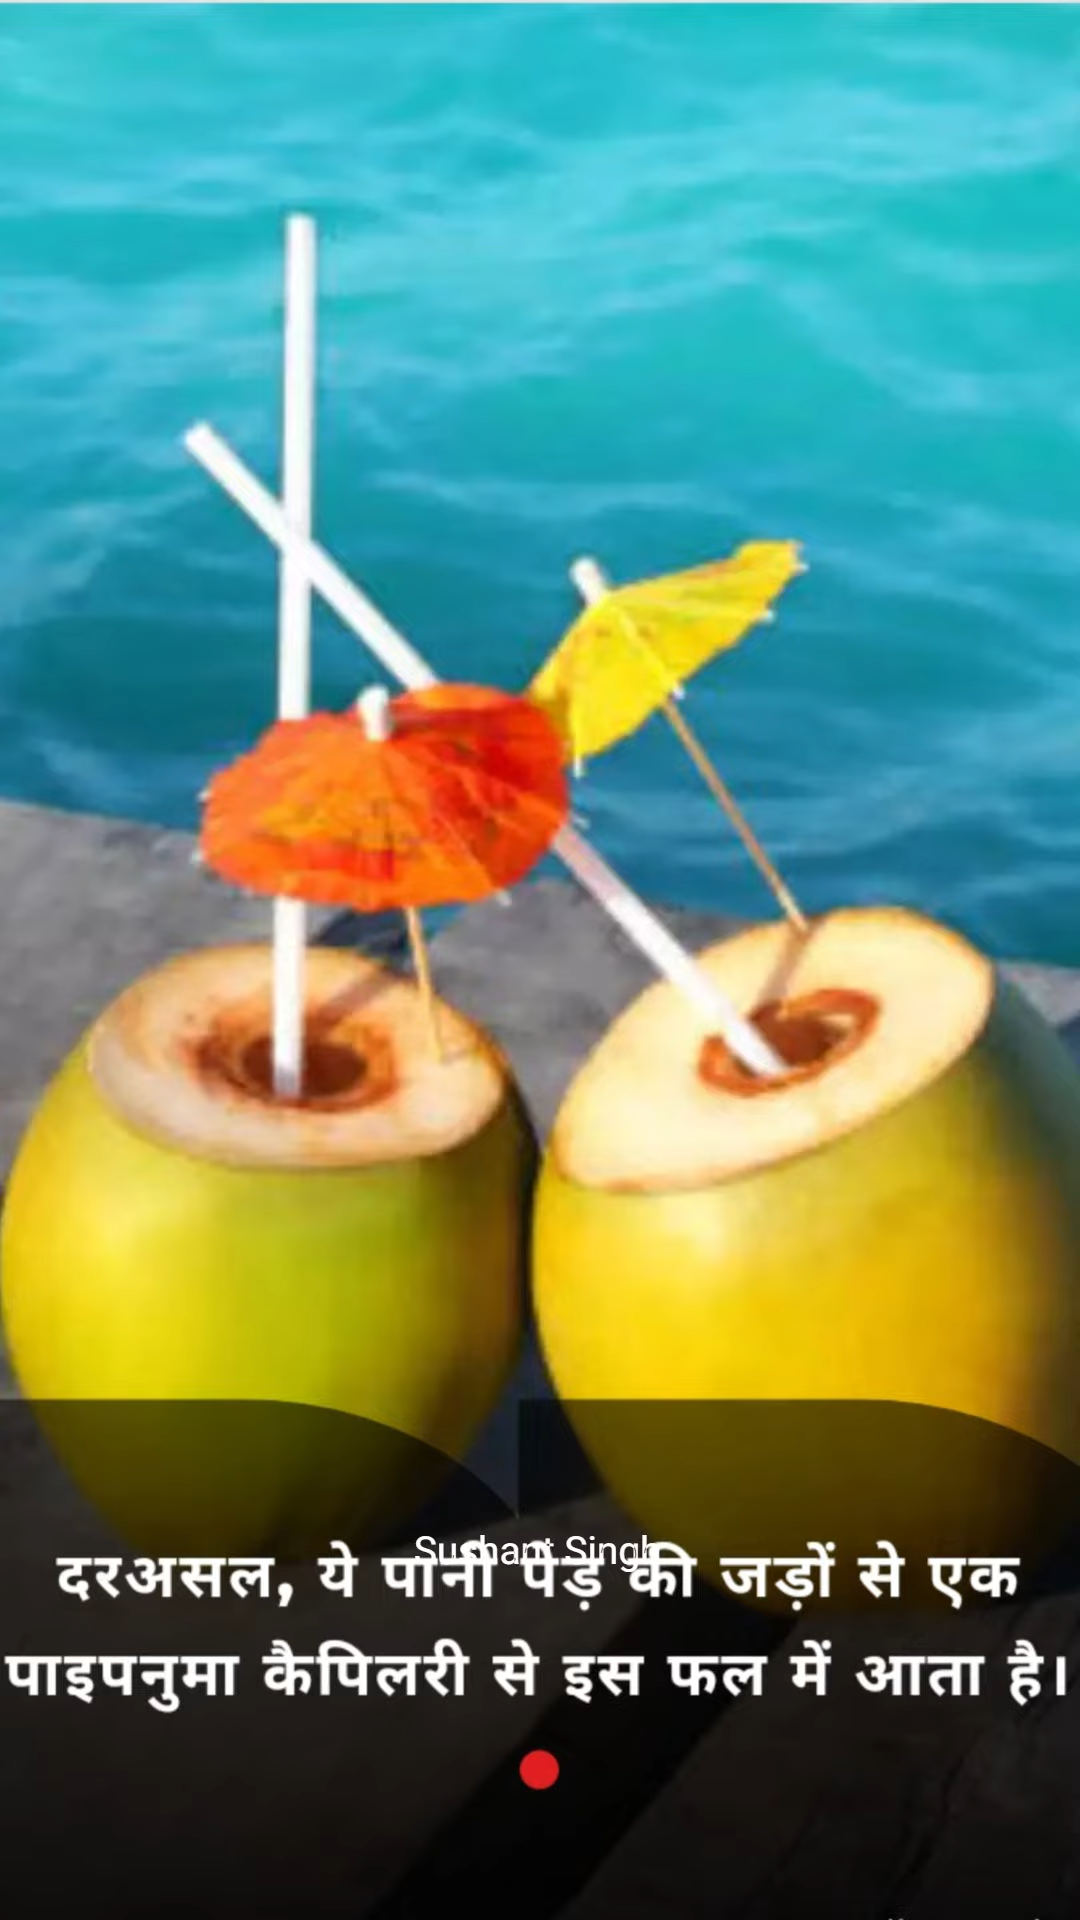 Sushant Singh
दरअसल, ये पानी पेड़ की जड़ों से एक
पाइपनुमा कैपिलरी से इस फल में आता है।